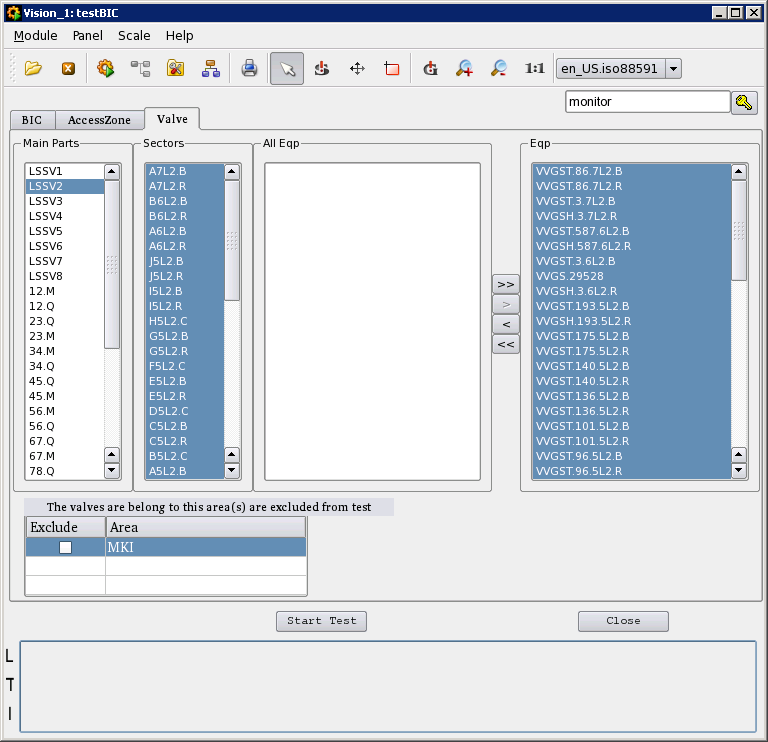 Vision_1: testBIC
Module Panel Scale Help
1:1 en_US.iso88591
monitor
BIC AccessZone Valve
Main Parts
LSSV1
LSSV2
LSSV3
LSSV4
LSSV5
LSSV6
LSSV7
LSSV8
12.M
12.Q
23.Q
23.M
34.M
34.Q
45.Q
45.M
56.M
56.Q
67.Q
67.M
78.Q
Sectors
A7L2.B
A7L2.R
B6L2.B
B6L2.R
A6L2.B
A6L2.R
J5L2.B
J5L2.R
I5L2.B
I5L2.R
H5L2.C
G5L2.B
G5L2.R
F5L2.C
E5L2.B
E5L2.R
D5L2.C
C5L2.B
C5L2.R
B5L2.C
A5L2.B
All Eqp
>>
>
<
<<
Eqp
VVGST.86.7L2.B
VVGST.86.7L2.R
VVGST.3.7L2.B
VVGSH.3.7L2.R
VVGST.587.6L2.B
VVGSH.587.6L2.R
VVGST.3.6L2.B
VVGS.29528
VVGSH.3.6L2.R
VVGST.193.5L2.B
VVGSH.193.5L2.R
VVGST.175.5L2.B
VVGST.175.5L2.R
VVGST.140.5L2.B
VVGST.140.5L2.R
VVGST.136.5L2.B
VVGST.136.5L2.R
VVGST.101.5L2.B
VVGST.101.5L2.R
VVGST.96.5L2.B
VVGST.96.5L2.R
The valves are belong to this area(s) are excluded from test
Exclude Area
MKI
Start Test Close
L
T
I